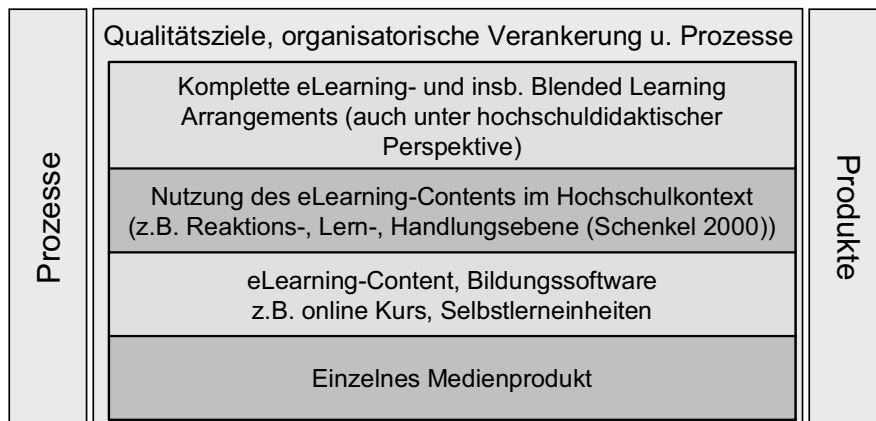 Prozesse
Qualitätsziele, organisatorische Verankerung u. Prozesse
Komplette eLearning- und insb. Blended Learning
Arrangements (auch unter hochschuldidaktischer
Perspektive)
Nutzung des eLearning-Contents im Hochschulkontext
(z.B. Reaktions-, Lern-, Handlungsebene (Schenkel 2000))
eLearning-Content, Bildungssoftware
z.B. online Kurs, Selbstlerneinheiten
Einzelnes Medienprodukt
Produkte